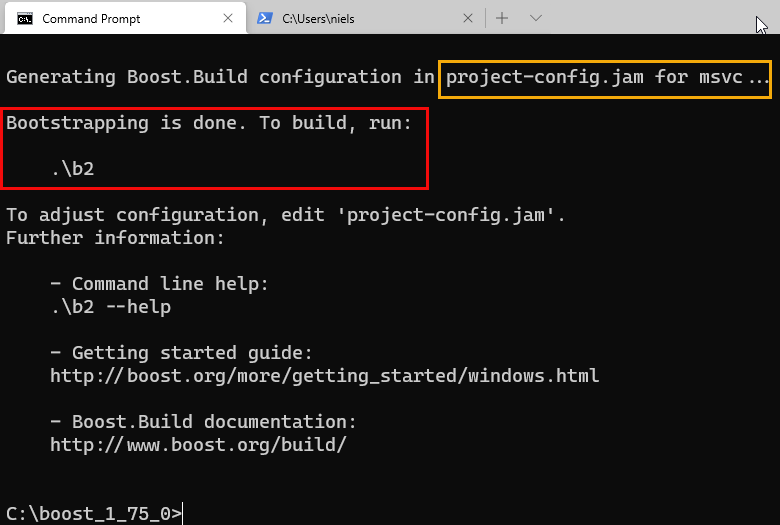 Command Prompt
C:\Users\niels
Generating Boost.Build configuration in project-config.jam for msvc...
Bootstrapping is done. To build, run:
.\b2
To adjust configuration, edit 'project-config.jam'.
Further information:
- Command line help:
.\b2 --help
- Getting started guide:
http://boost.org/more/getting_started/windows.html
- Boost.Build documentation:
http://www.boost.org/build/
C:\boost_1_75_0>